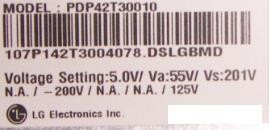 MODEL : PDP42T30010
107P142T3004078.DSLGBMD
Voltage Setting:5.0V/ Va:55V/ Vs:201V
N.A. / -200V / N.A. / N.A. / 125V
LG Electronics Inc.